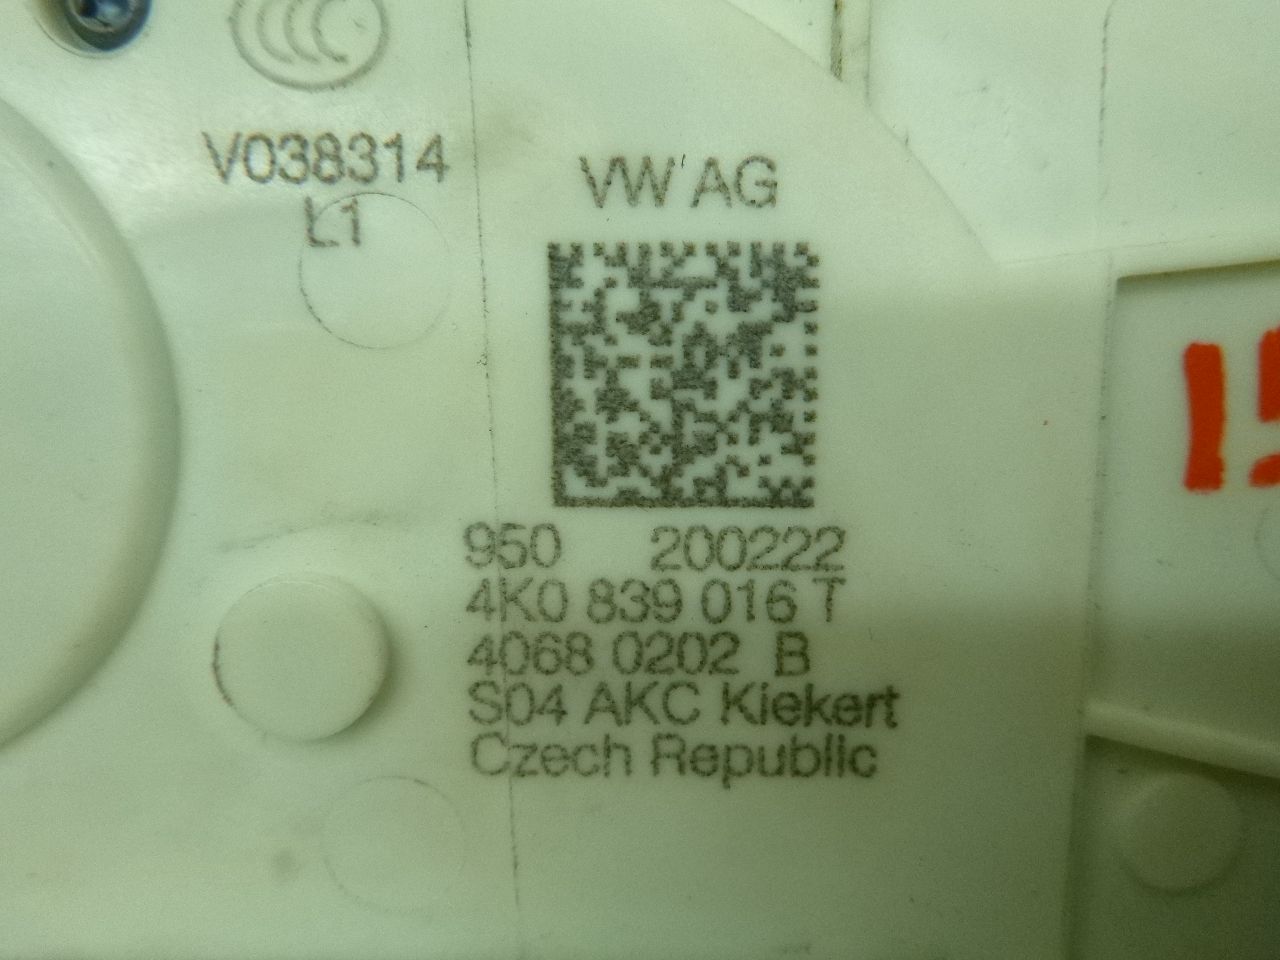 V038314
L1
VW AG
950 200222
4K0 839 016 T
4068 0202 B
S04 AKC Kiekert
Czech Republic